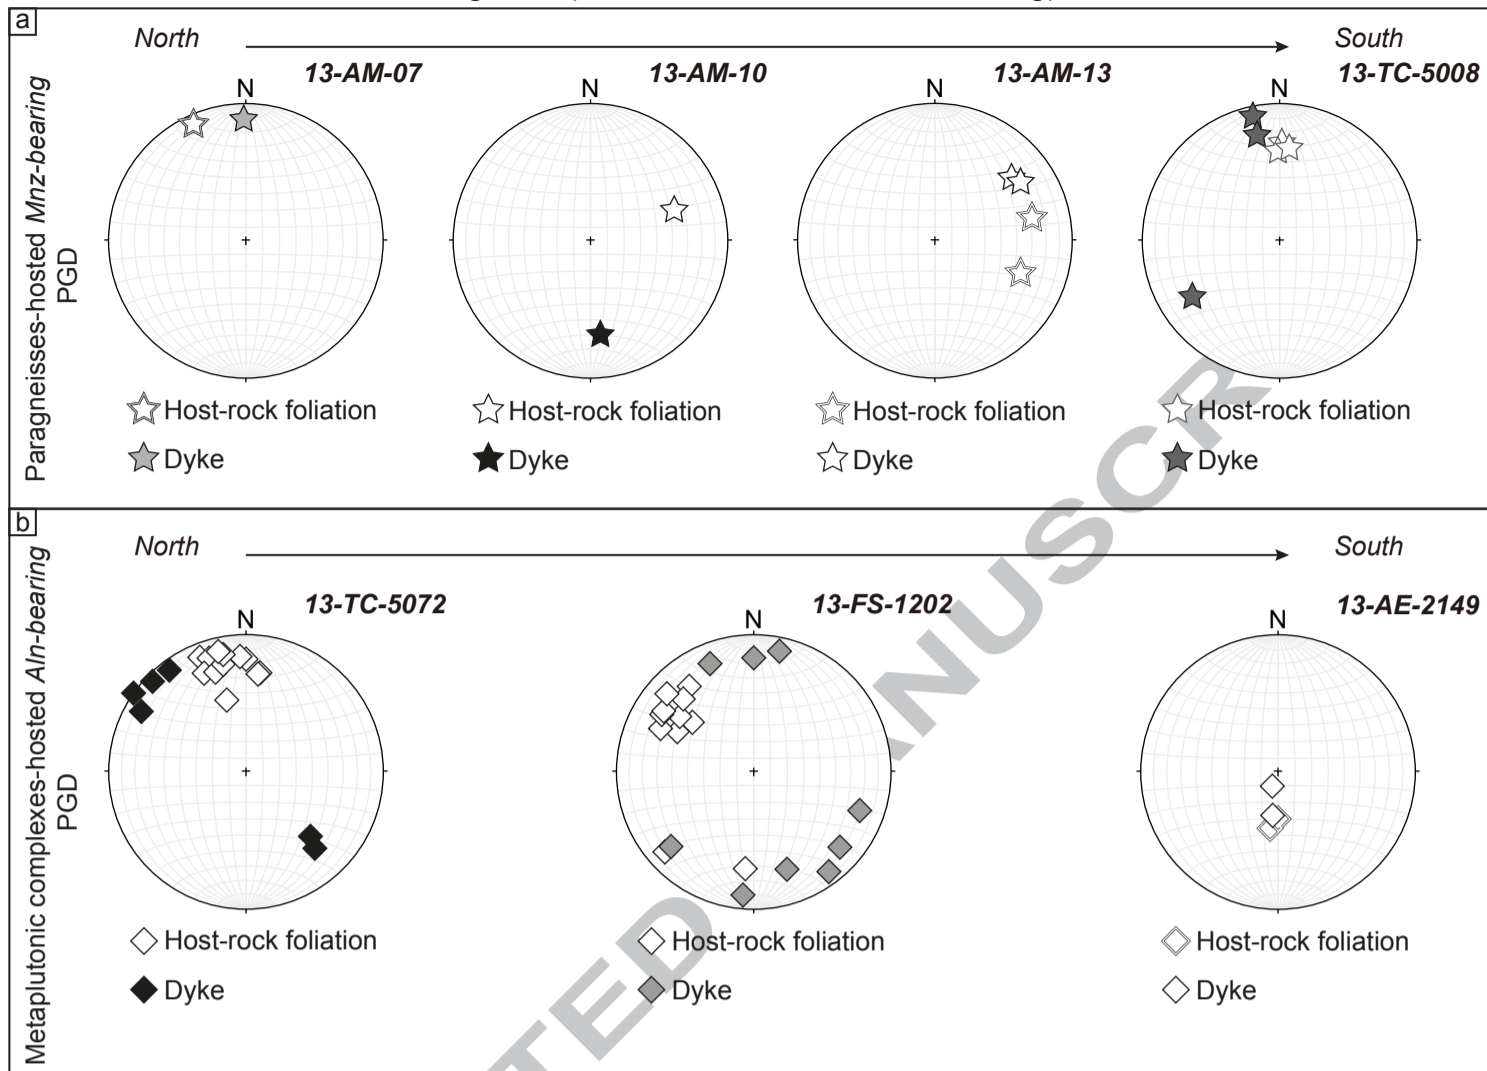 a
North
South
13-AM-07
13-AM-10
13-AM-13
13-TC-5008
N
N
N
N
Paragneisses-hosted Mnz-bearing
PGD
Host-rock foliation
Host-rock foliation
Host-rock foliation
Host-rock foliation
Dyke
Dyke
Dyke
Dyke
b
North
South
13-TC-5072
13-FS-1202
13-AE-2149
N
N
N
Metaplutonic complexes-hosted Aln-bearing
PGD
Host-rock foliation
Host-rock foliation
Host-rock foliation
Dyke
Dyke
Dyke